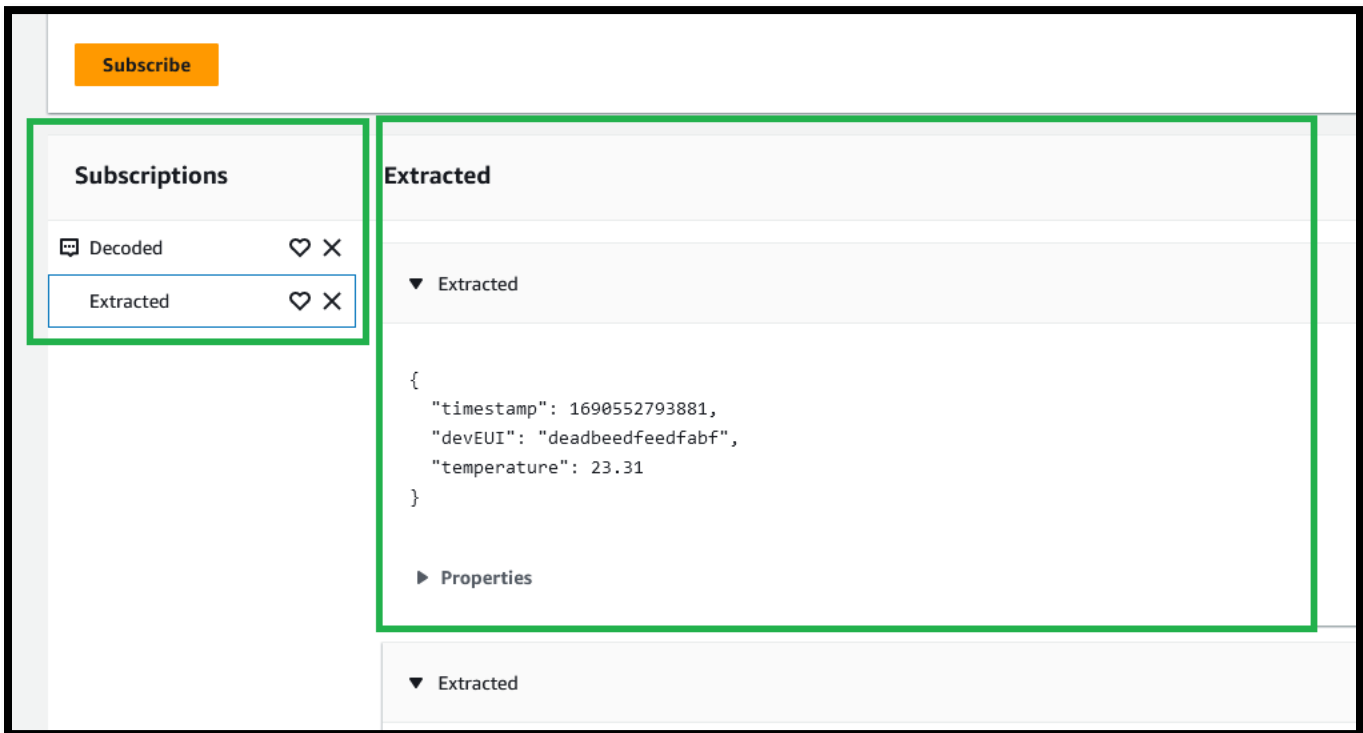 Subscribe
Subscriptions
Decoded
Extracted
Extracted
Extracted
{
"timestamp": 1690552793881,
"devEUI": "deadbeedfeedfabf",
"temperature": 23.31
}
Properties
Extracted